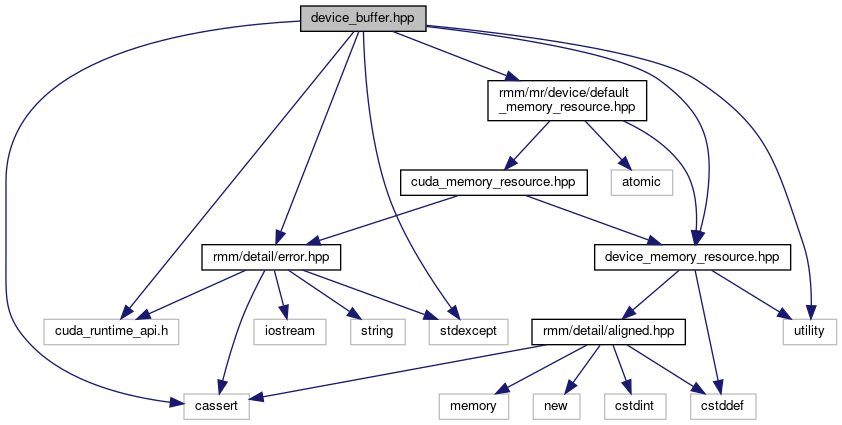 device_buffer.hpp
rmm/mr/device/default
_memory_resource.hpp
cuda_memory_resource.hpp
atomic
rmm/detail/error.hpp
device_memory_resource.hpp
cuda_runtime_api.h
iostream
string
stdexcept
rmm/detail/aligned.hpp
utility
cassert
memory
new
cstdint
cstddef